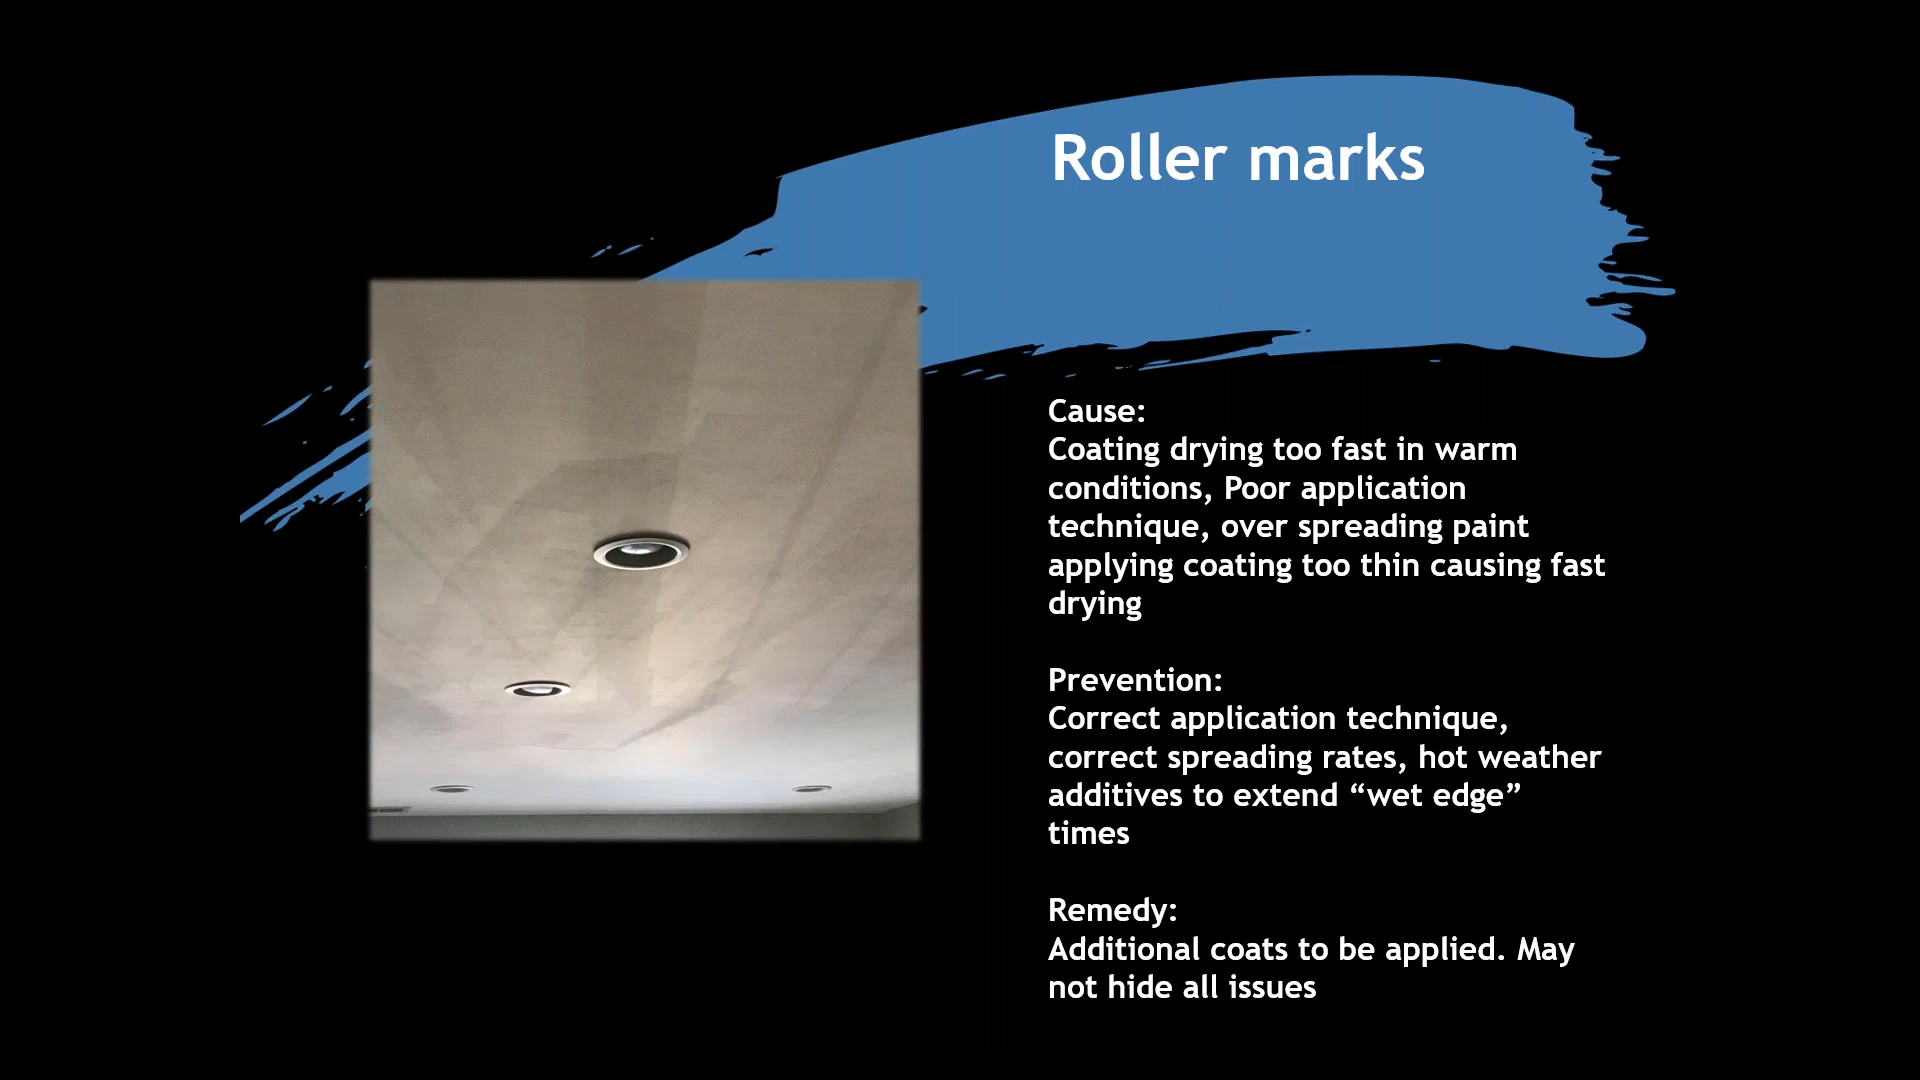 Roller marks
Cause:
Coating drying too fast in warm
conditions, Poor application
technique, over spreading paint
applying coating too thin causing fast
drying
Prevention:
Correct application technique,
correct spreading rates, hot weather
additives to extend “wet edge”
times
Remedy:
Additional coats to be applied. May
not hide all issues